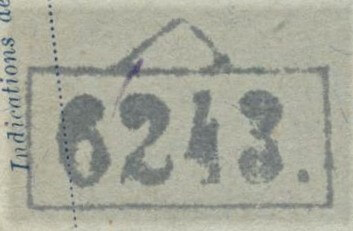 Indications de
6243.